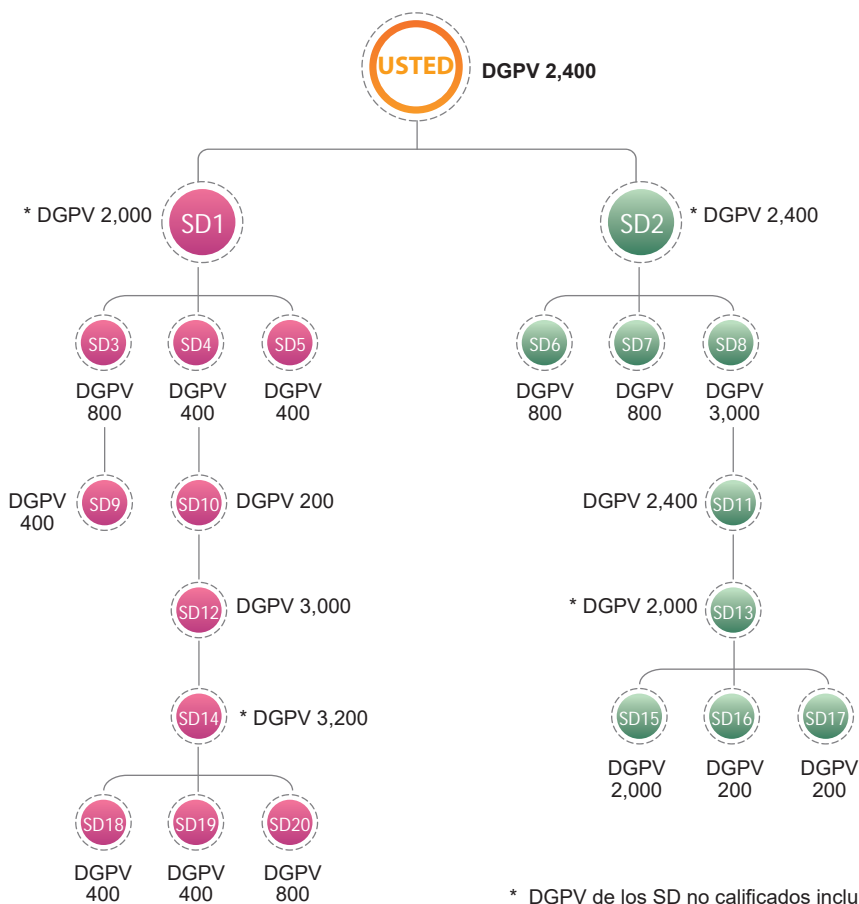 USTED
DGPV 2,400
* DGPV 2,000
SD1
SD2
* DGPV 2,400
SD3
SD4
SD5
SD6
SD7
SD8
DGPV
800
DGPV
400
DGPV
400
DGPV
800
DGPV
800
DGPV
3,000
DGPV
400
SD9
SD10
DGPV 200
DGPV 2,400
SD11
SD12
DGPV 3,000
* DGPV 2,000
SD13
SD14
* DGPV 3,200
SD15
SD16
SD17
DGPV
2,000
DGPV
200
DGPV
200
SD18
SD19
SD20
DGPV
400
DGPV
400
DGPV
800
* DGPV de los SD no calificados inclu